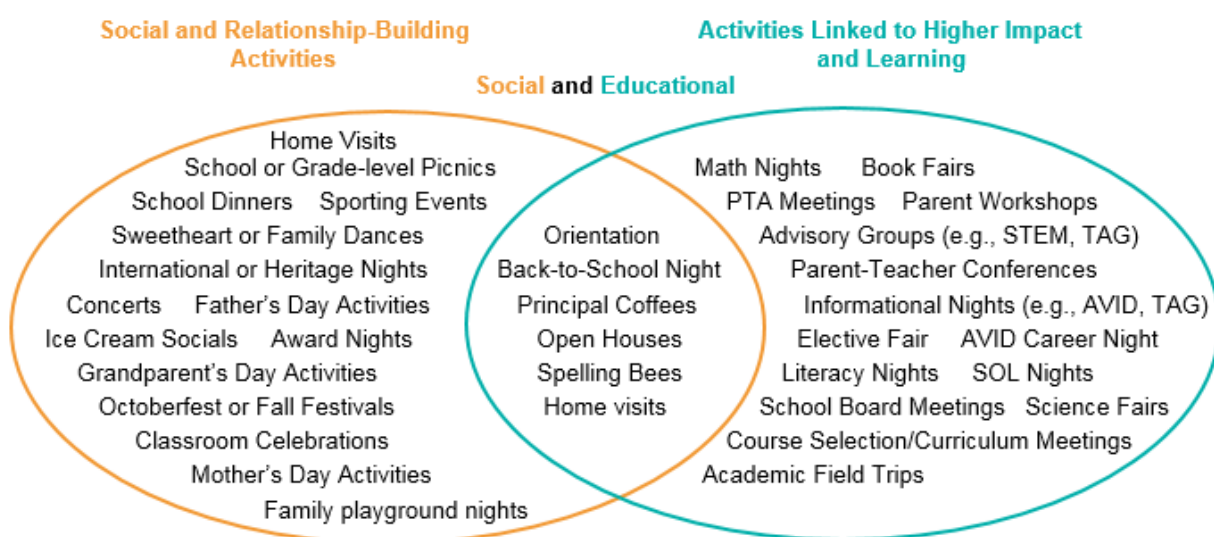 Social and Relationship-Building
Activities
Activities Linked to Higher Impact
and Learning
Social and Educational
Home Visits
School or Grade-level Picnics
School Dinners Sporting Events
Sweetheart or Family Dances
International or Heritage Nights
Concerts Father's Day Activities
Ice Cream Socials Award Nights
Grandparent's Day Activities
Octoberfest or Fall Festivals
Classroom Celebrations
Mother's Day Activities
Family playground nights
Orientation
Back-to-School Night
Principal Coffees
Open Houses
Spelling Bees
Home visits
Math Nights Book Fairs
PTA Meetings Parent Workshops
Advisory Groups (e.g., STEM, TAG)
Parent-Teacher Conferences
Informational Nights (e.g., AVID, TAG)
Elective Fair AVID Career Night
Literacy Nights SOL Nights
School Board Meetings Science Fairs
Course Selection/Curriculum Meetings
Academic Field Trips